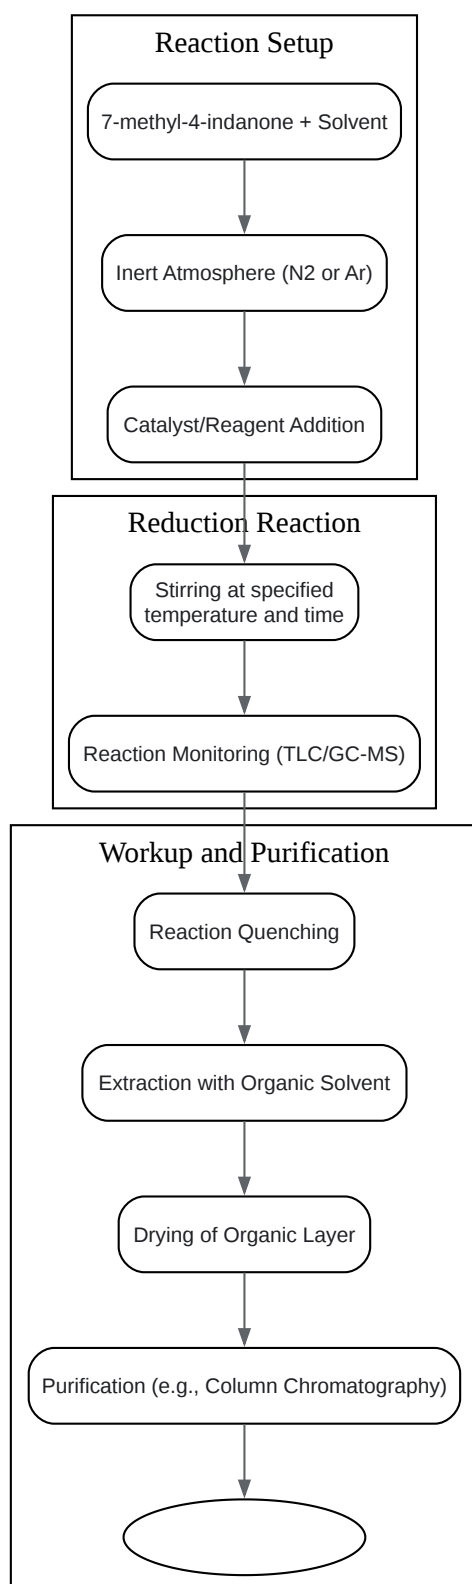 Reaction Setup
7-methyl-4-indanone + Solvent
Inert Atmosphere (N2 or Ar)
Catalyst/Reagent Addition
Reduction Reaction
Stirring at specified
temperature and time
Reaction Monitoring (TLC/GC-MS)
Workup and Purification
Reaction Quenching
Extraction with Organic Solvent
Drying of Organic Layer
Purification (e.g., Column Chromatography)